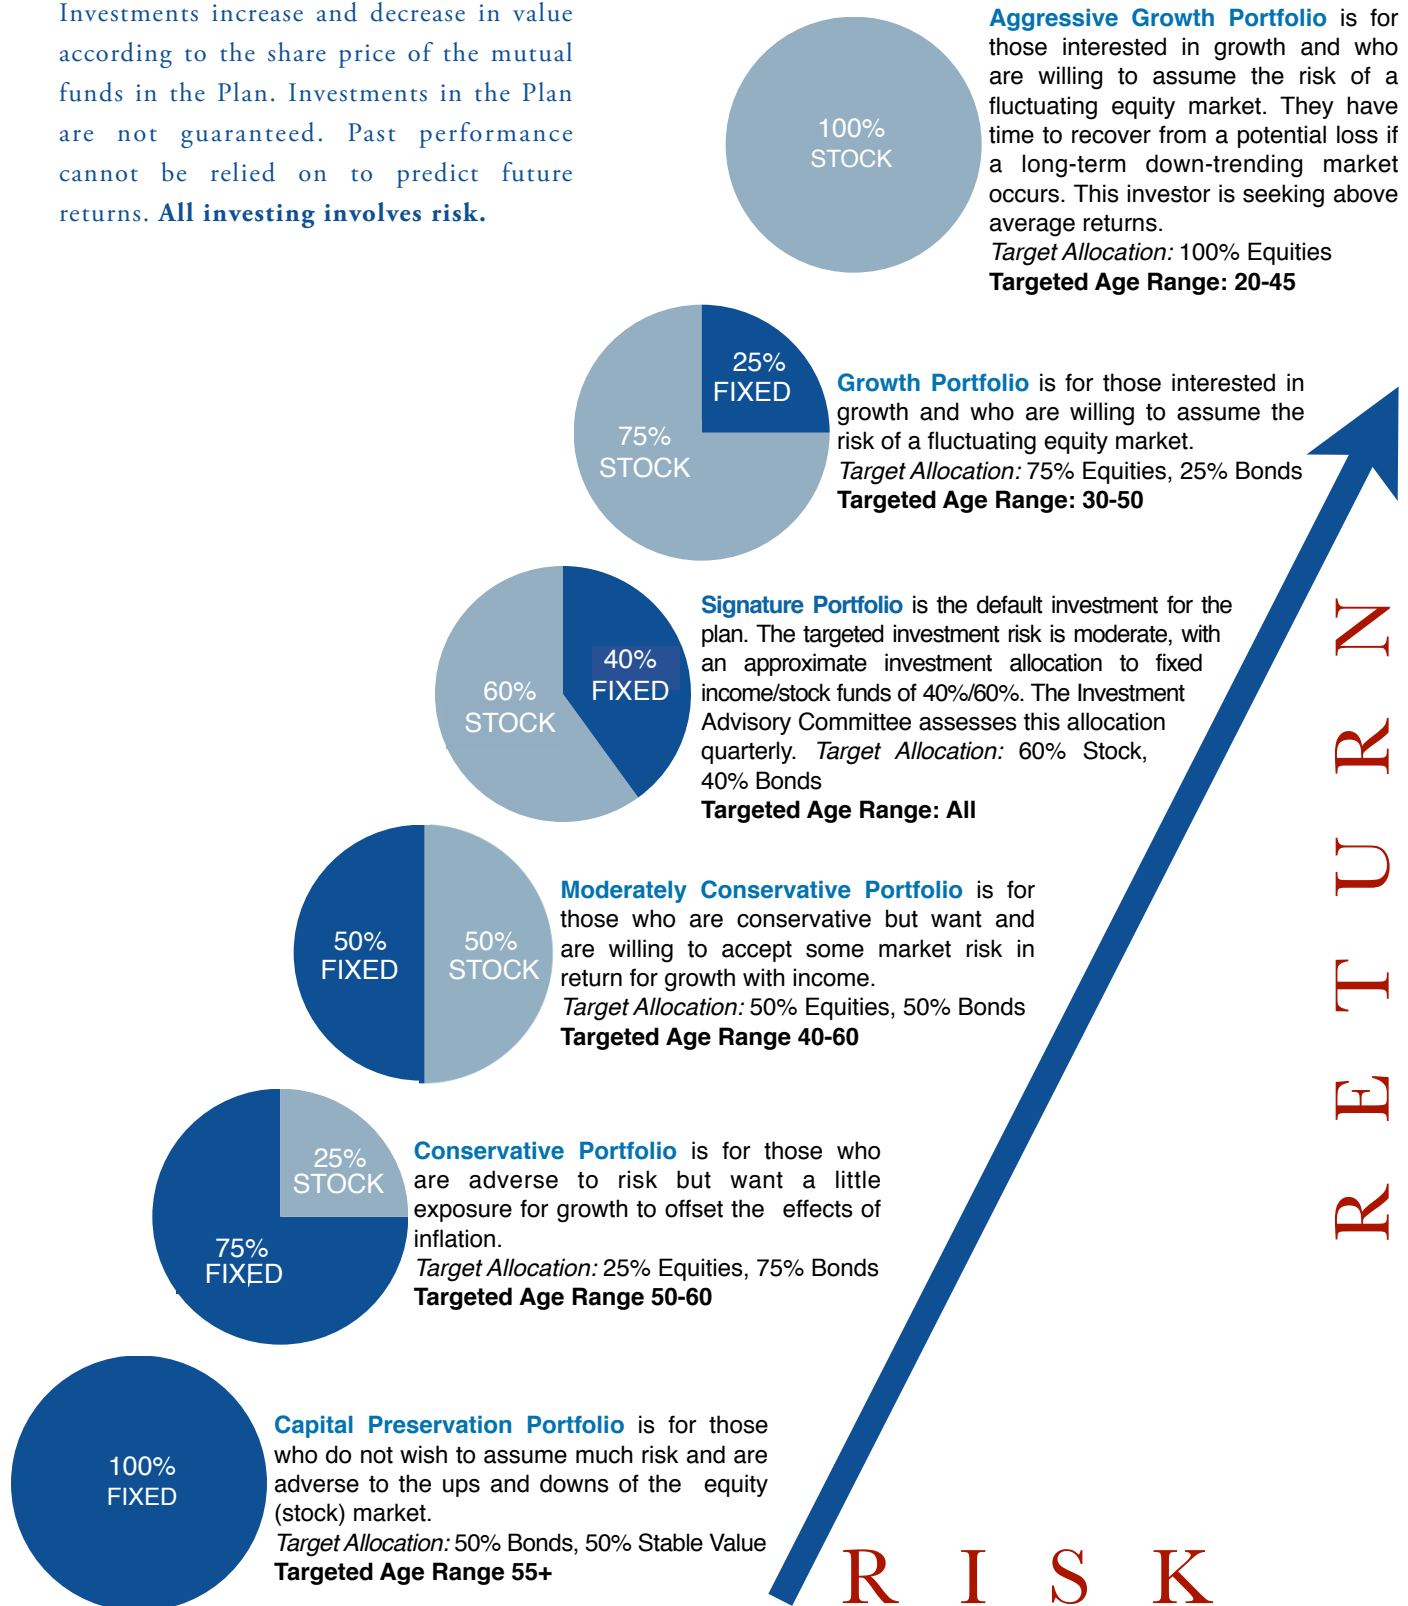 Investments increase and decrease in value
according to the share price of the mutual
funds in the Plan. Investments in the Plan
are not guaranteed. Past performance
cannot be relied on to predict future
returns. All investing involves risk.
100%
STOCK
Aggressive Growth Portfolio is for
those interested in growth and who
are willing to assume the risk of a
fluctuating equity market. They have
time to recover from a potential loss if
a long-term down-trending market
occurs. This investor is seeking above
average returns.
Target Allocation: 100% Equities
Targeted Age Range: 20-45
25%
FIXED
75%
STOCK
Growth Portfolio is for those interested in
growth and who are willing to assume the
risk of a fluctuating equity market.
Target Allocation: 75% Equities, 25% Bonds
Targeted Age Range: 30-50
40%
FIXED
60%
STOCK
Signature Portfolio is the default investment for the
plan. The targeted investment risk is moderate, with
an approximate investment allocation to fixed
income/stock funds of 40%/60%. The Investment
Advisory Committee assesses this allocation
quarterly. Target Allocation: 60% Stock,
40% Bonds
Targeted Age Range: All
50%
FIXED
50%
STOCK
Moderately Conservative Portfolio is for
those who are conservative but want and
are willing to accept some market risk in
return for growth with income.
Target Allocation: 50% Equities, 50% Bonds
Targeted Age Range 40-60
25%
STOCK
75%
FIXED
Conservative Portfolio is for those who
are adverse to risk but want a little
exposure for growth to offset the effects of
inflation.
Target Allocation: 25% Equities, 75% Bonds
Targeted Age Range 50-60
100%
FIXED
Capital Preservation Portfolio is for those
who do not wish to assume much risk and are
adverse to the ups and downs of the equity
(stock) market.
Target Allocation: 50% Bonds, 50% Stable Value
Targeted Age Range 55+
RISK
RETURN